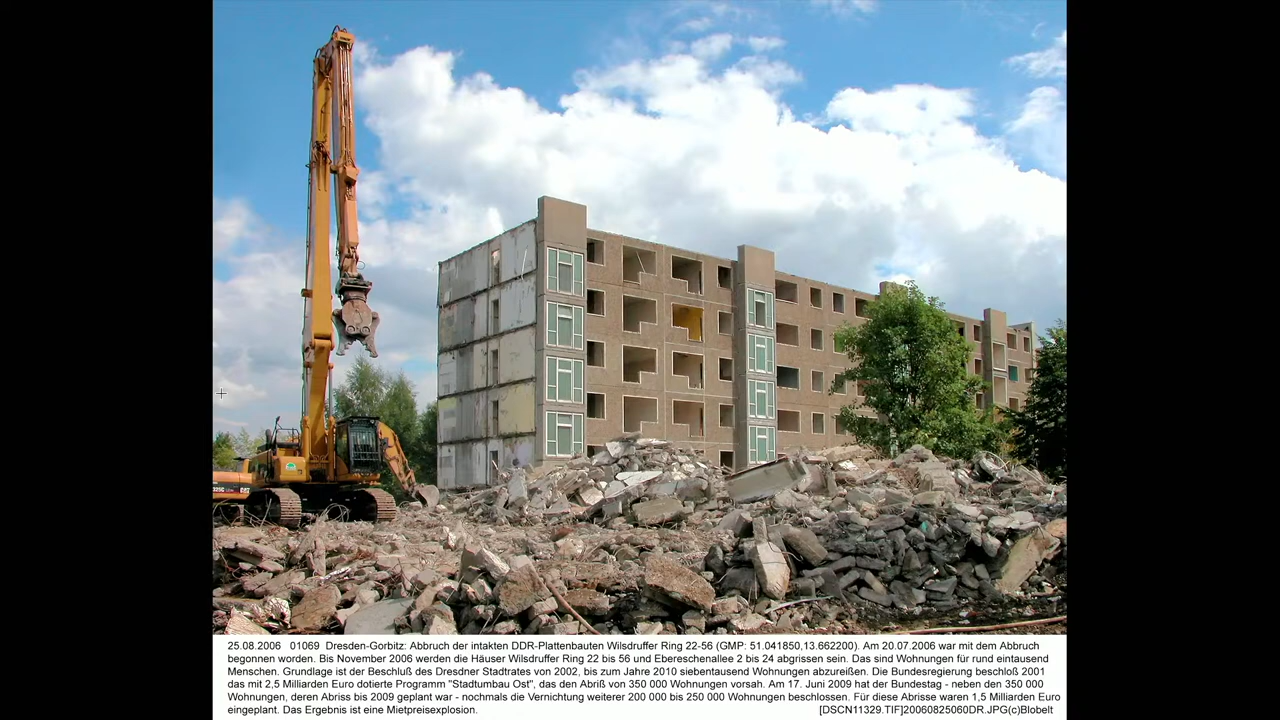 25.08.2006 01069 Dresden-Gorbitz: Abbruch der intakten DDR-Plattenbauten Wilsdruffer Ring 22-56 (GMP: 51.041850,13.662200). Am 20.07.2006 war mit dem Abbruch
begonnen worden. Bis November 2006 werden die Häuser Wilsdruffer Ring 22 bis 56 und Ebereschenallee 2 bis 24 abgrissen sein. Das sind Wohnungen für rund eintausend
Menschen. Grundlage ist der Beschluß des Dresdner Stadtrates von 2002, bis zum Jahre 2010 siebentausend Wohnungen abzureißen. Die Bundesregierung beschloß 2001
das mit 2,5 Milliarden Euro dotierte Programm "Stadtumbau Ost", das den Abriß von 350 000 Wohnungen vorsah. Am 17. Juni 2009 hat der Bundestag - neben den 350 000
Wohnungen, deren Abriss bis 2009 geplant war - nochmals die Vernichtung weiterer 200 000 bis 250 000 Wohnungen beschlossen. Für diese Abrisse waren 1,5 Milliarden Euro
eingeplant. Das Ergebnis ist eine Mietpreisexplosion. [DSCN11329.TIF]20060825060DR.JPG(c)Blobelt